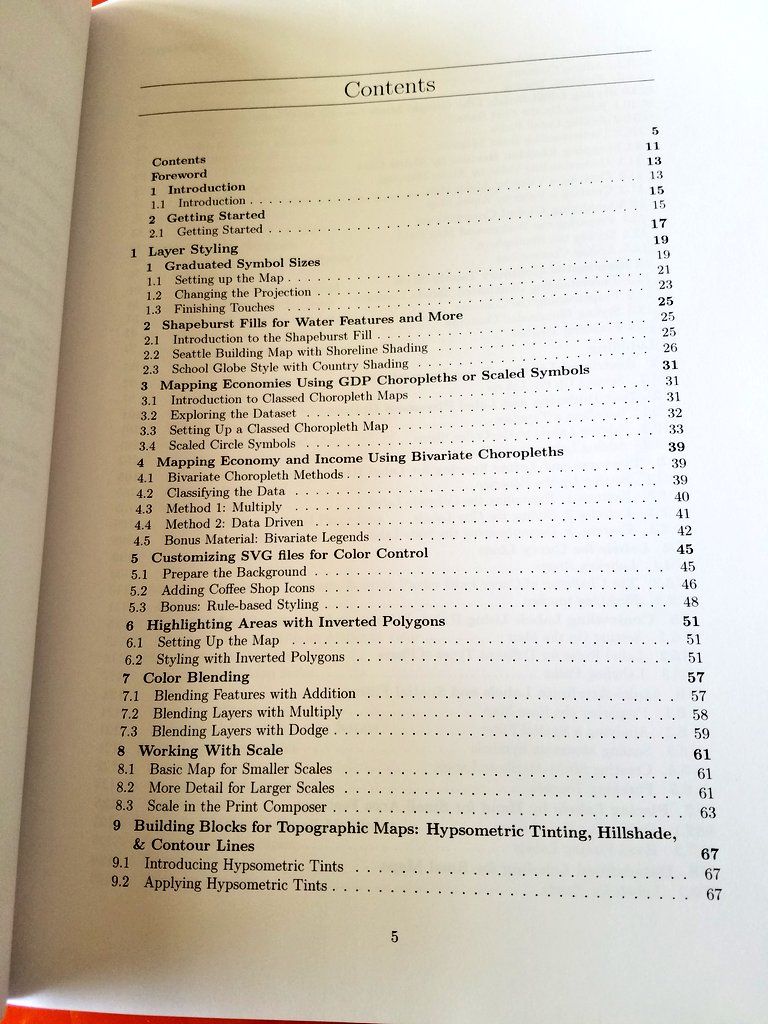 Contents
Contents 5
Foreword 11
1 Introduction 13
1.1 Introduction . . . . . . . . . . . . . . . . . . . . 13
2 Getting Started 15
2.1 Getting Started . . . . . . . . . . . . . . . . . . . . 15
1 Layer Styling 17
1 Graduated Symbol Sizes 19
1.1 Setting up the Map . . . . . . . . . . . . . . . . . . . . 19
1.2 Changing the Projection . . . . . . . . . . . . . . . . . . . . 21
1.3 Finishing Touches . . . . . . . . . . . . . . . . . . . . 23
2 Shapeburst Fills for Water Features and More 25
2.1 Introduction to the Shapeburst Fill . . . . . . . . . . . . . . . . . . . . 25
2.2 Seattle Building Map with Shoreline Shading . . . . . . . . . . . . . . . . . . . . 25
2.3 School Globe Style with Country Shading . . . . . . . . . . . . . . . . . . . . 26
3 Mapping Economies Using GDP Choropleths or Scaled Symbols 31
3.1 Introduction to Classed Choropleth Maps . . . . . . . . . . . . . . . . . . . . 31
3.2 Exploring the Dataset . . . . . . . . . . . . . . . . . . . . 31
3.3 Setting Up a Classed Choropleth Map . . . . . . . . . . . . . . . . . . . . 32
3.4 Scaled Circle Symbols . . . . . . . . . . . . . . . . . . . . 33
4 Mapping Economy and Income Using Bivariate Choropleths 39
4.1 Bivariate Choropleth Methods . . . . . . . . . . . . . . . . . . . . 39
4.2 Classifying the Data . . . . . . . . . . . . . . . . . . . . 39
4.3 Method 1: Multiply . . . . . . . . . . . . . . . . . . . . 40
4.4 Method 2: Data Driven . . . . . . . . . . . . . . . . . . . . 41
4.5 Bonus Material: Bivariate Legends . . . . . . . . . . . . . . . . . . . . 42
5 Customizing SVG files for Color Control 45
5.1 Prepare the Background . . . . . . . . . . . . . . . . . . . . 45
5.2 Adding Coffee Shop Icons . . . . . . . . . . . . . . . . . . . . 46
5.3 Bonus: Rule-based Styling . . . . . . . . . . . . . . . . . . . . 48
6 Highlighting Areas with Inverted Polygons 51
6.1 Setting Up the Map . . . . . . . . . . . . . . . . . . . . 51
6.2 Styling with Inverted Polygons . . . . . . . . . . . . . . . . . . . . 51
7 Color Blending 57
7.1 Blending Features with Addition . . . . . . . . . . . . . . . . . . . . 57
7.2 Blending Layers with Multiply . . . . . . . . . . . . . . . . . . . . 58
7.3 Blending Layers with Dodge . . . . . . . . . . . . . . . . . . . . 59
8 Working With Scale 61
8.1 Basic Map for Smaller Scales . . . . . . . . . . . . . . . . . . . . 61
8.2 More Detail for Larger Scales . . . . . . . . . . . . . . . . . . . . 61
8.3 Scale in the Print Composer . . . . . . . . . . . . . . . . . . . . 63
9 Building Blocks for Topographic Maps: Hypsometric Tinting, Hillshade,
& Contour Lines 67
9.1 Introducing Hypsometric Tints . . . . . . . . . . . . . . . . . . . . 67
9.2 Applying Hypsometric Tints . . . . . . . . . . . . . . . . . . . . 67
5